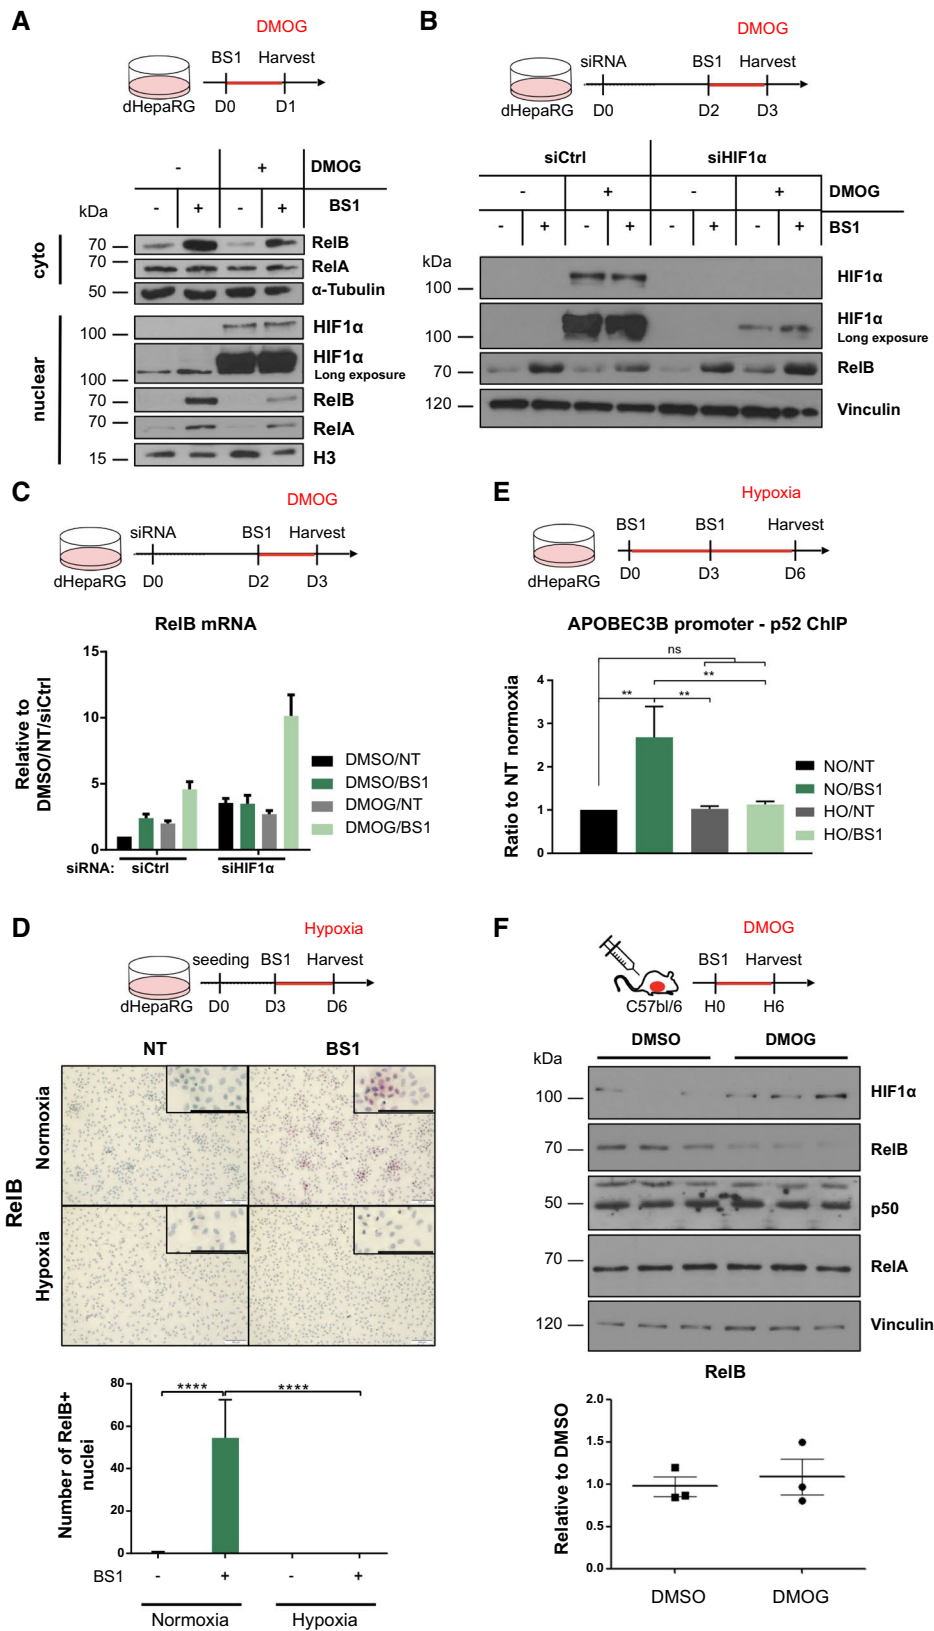 A
DMOG
BS1 Harvest
dHepaRG D0 D1
- + DMOG
kDa - + - + BS1
cyto
70 RelB
70 RelA
50 α-Tubulin
nuclear
100 HIF1α
HIF1α
100 Long exposure
70 RelB
70 RelA
15 H3
B
DMOG
siRNA BS1 Harvest
dHepaRG D0 D2 D3
siCtrl siHIF1α
- + - + DMOG
- + - + - + - + BS1
kDa
100 HIF1α
100 HIF1α
Long exposure
70 RelB
120 Vinculin
C
DMOG
siRNA BS1 Harvest
dHepaRG D0 D2 D3
RelB mRNA
Relative to
DMSO/NT/siCtrl
15
10
5
0
siRNA: siCtrl siHIF1α
DMSO/NT
DMSO/BS1
DMOG/NT
DMOG/BS1
E
Hypoxia
BS1 BS1 Harvest
dHepaRG D0 D3 D6
APOBEC3B promoter - p52 ChIP
Ratio to NT normoxia
ns
**
** **
4
3
2
1
0
NO/NT
NO/BS1
HO/NT
HO/BS1
D
Hypoxia
seeding BS1 Harvest
dHepaRG D0 D3 D6
NT BS1
RelB
Normoxia
Hypoxia
Number of RelB+
nuclei
80
60
40
20
0
**** ****
BS1 - + - +
Normoxia Hypoxia
F
DMOG
BS1 Harvest
C57bl/6 H0 H6
DMSO DMOG
kDa
100 HIF1α
70 RelB
50 p50
70 RelA
120 Vinculin
RelB
Relative to DMSO
2.0
1.5
1.0
0.5
0.0
DMSO DMOG